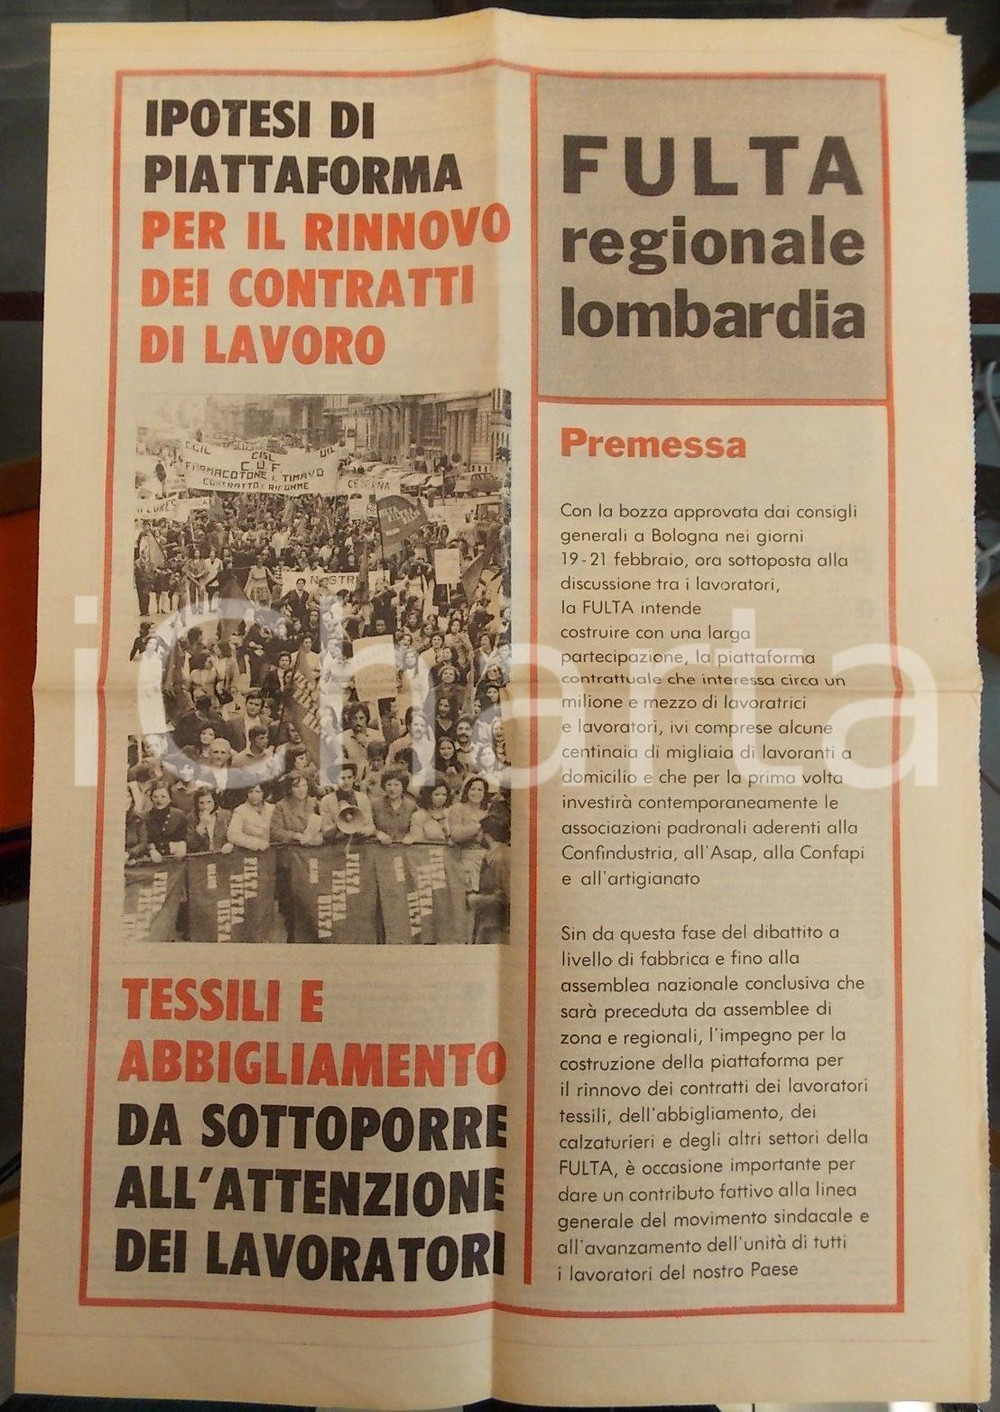 IPOTESI DI
PIATTAFORMA
PER IL RINNOVO
DEI CONTRATTI
DI LAVORO
CGIL CISL UIL
C U F
FARMACOTONE E TIMAVO
CONTRATTO E RIFORME
TESSILI E
ABBIGLIAMENTO
DA SOTTOPORRE
ALL'ATTENZIONE
DEI LAVORATORI
FULTA
regionale
lombardia
Premessa
Con la bozza approvata dai consigli
generali a Bologna nei giorni
19-21 febbraio, ora sottoposta alla
discussione tra i lavoratori,
la FULTA intende
costruire con una larga
partecipazione, la piattaforma
contrattuale che interessa circa un
milione e mezzo di lavoratrici
e lavoratori, ivi comprese alcune
centinaia di migliaia di lavoranti a
domicilio e che per la prima volta
investirà contemporaneamente le
associazioni padronali aderenti alla
Confindustria, all'Asap, alla Confapi
e all'artigianato
Sin da questa fase del dibattito a
livello di fabbrica e fino alla
assemblea nazionale conclusiva che
sarà preceduta da assemblee di
zona e regionali, l'impegno per la
costruzione della piattaforma per
il rinnovo dei contratti dei lavoratori
tessili, dell'abbigliamento, dei
calzaturieri e degli altri settori della
FULTA, è occasione importante per
dare un contributo fattivo alla linea
generale del movimento sindacale e
all'avanzamento dell'unità di tutti
i lavoratori del nostro Paese
iCharta